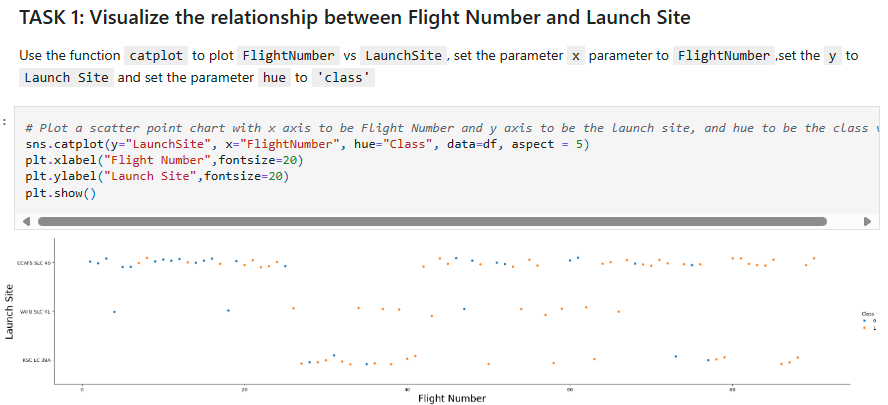 TASK 1: Visualize the relationship between Flight Number and Launch Site
Use the function catplot to plot FlightNumber vs LaunchSite , set the parameter x parameter to FlightNumber ,set the y to
Launch Site and set the parameter hue to 'class'
:
# Plot a scatter point chart with x axis to be Flight Number and y axis to be the launch site, and hue to be the class v
sns.catplot(y="LaunchSite", x="FlightNumber", hue="Class", data=df, aspect = 5)
plt.xlabel("Flight Number",fontsize=20)
plt.ylabel("Launch Site",fontsize=20)
plt.show()
Launch Site
CCAFS SLC 40
VAFB SLC 4E
KSC LC 39A
0 20 40 60 80
Flight Number
Class
0
1